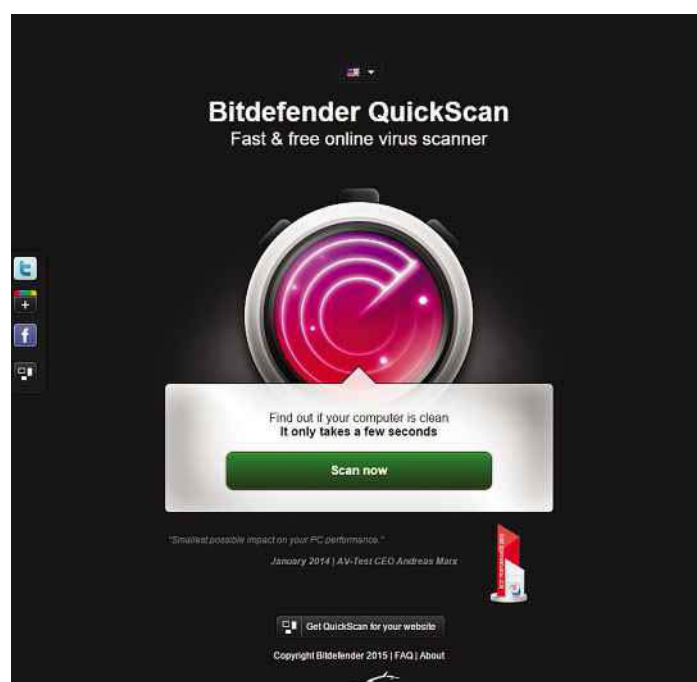 Bitdefender QuickScan
Fast & free online virus scanner
Find out if your computer is clean
It only takes a few seconds
Scan now
"Smallest possible impact on your PC performance."
January 2014 | AV-Test CEO Andreas Marx
Get QuickScan for your website
Copyright Bitdefender 2015 | FAQ | About